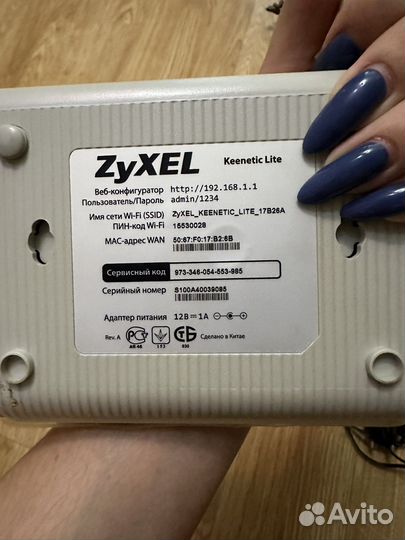 ZyXEL Keenetic Lite
Веб-конфигуратор http://192.168.1.1
Пользователь/Пароль admin/1234
Имя сети Wi-Fi (SSID) ZyXEL_KEENETIC_LITE_17B26A
ПИН-код Wi-Fi 15530028
MAC-адрес WAN 50:67:F0:17:B2:6B
Сервисный код 973-346-054-553-985
Серийный номер S100A40039085
Адаптер питания 12В 1А
Rev. A Сделано в Китае
Avito